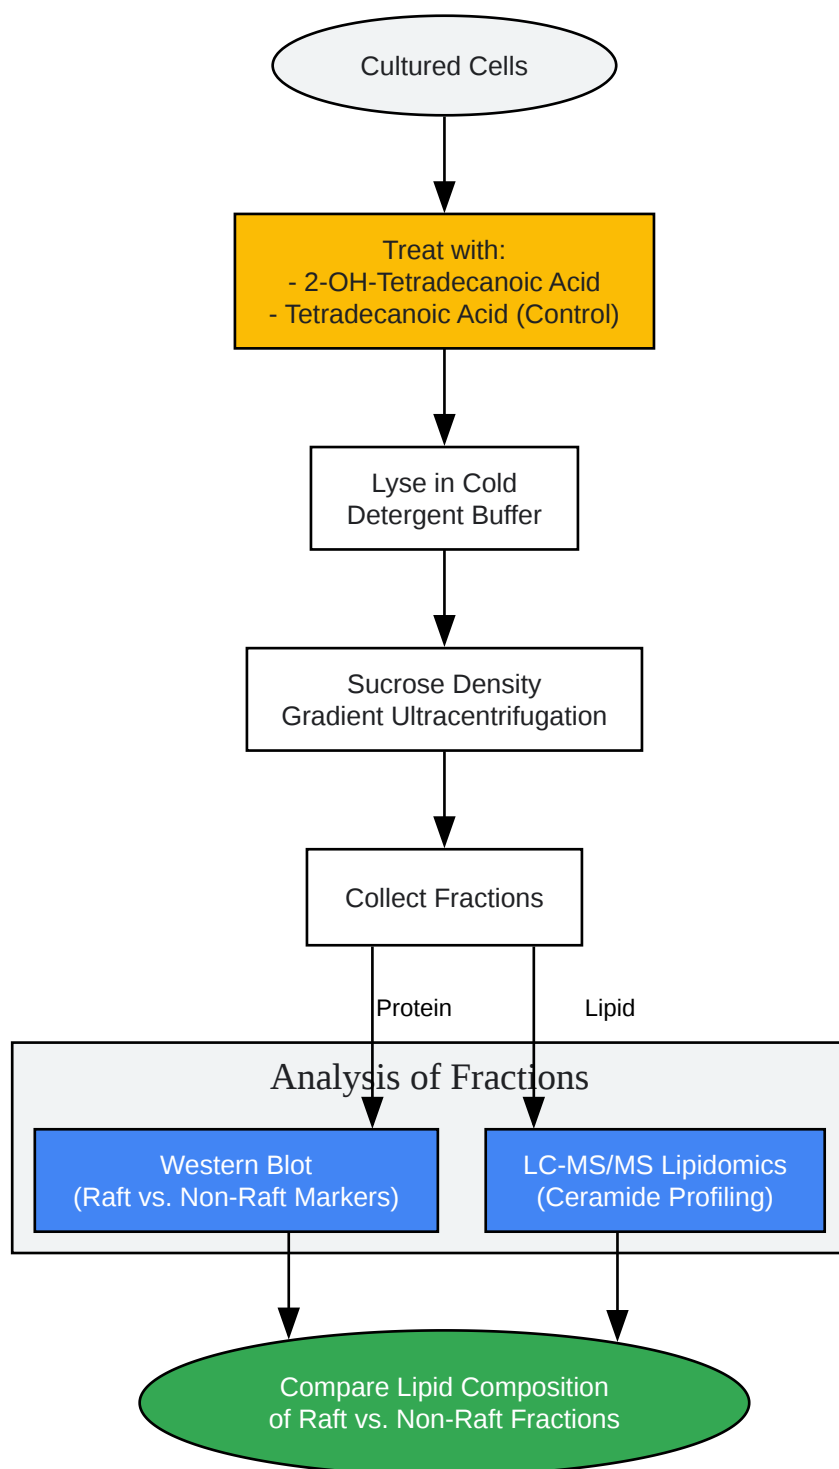 Cultured Cells
Treat with:
- 2-OH-Tetradecanoic Acid
- Tetradecanoic Acid (Control)
Lyse in Cold
Detergent Buffer
Sucrose Density
Gradient Ultracentrifugation
Collect Fractions
Protein
Lipid
Analysis of Fractions
Western Blot
(Raft vs. Non-Raft Markers)
LC-MS/MS Lipidomics
(Ceramide Profiling)
Compare Lipid Composition
of Raft vs. Non-Raft Fractions